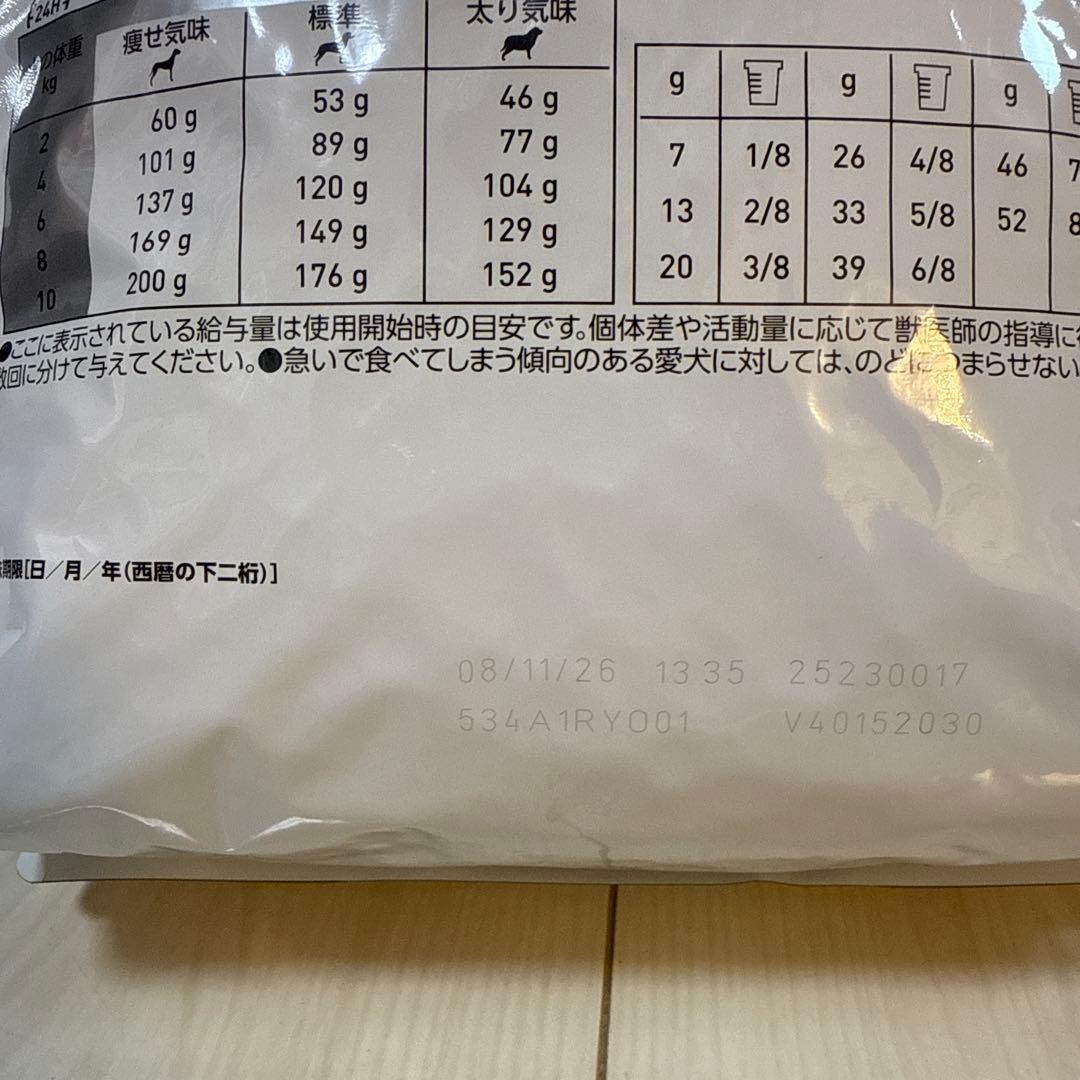 24H
の体重 痩せ気味 標準 太り気味
kg
2 60 g 53 g 46 g
4 101 g 89 g 77 g
6 137 g 120 g 104 g
8 169 g 149 g 129 g
10 200 g 176 g 152 g
g g g
7 1/8 26 4/8 46 7
13 2/8 33 5/8 52 8
20 3/8 39 6/8
●ここに表示されている給与量は使用開始時の目安です。個体差や活動量に応じて獣医師の指導に
数回に分けて与えてください。●急いで食べてしまう傾向のある愛犬に対しては、のどにつまらせない
期限[日/月/年(西暦の下二桁)]
08/11/26 13 35 25230017
534A1RY001 V40152030